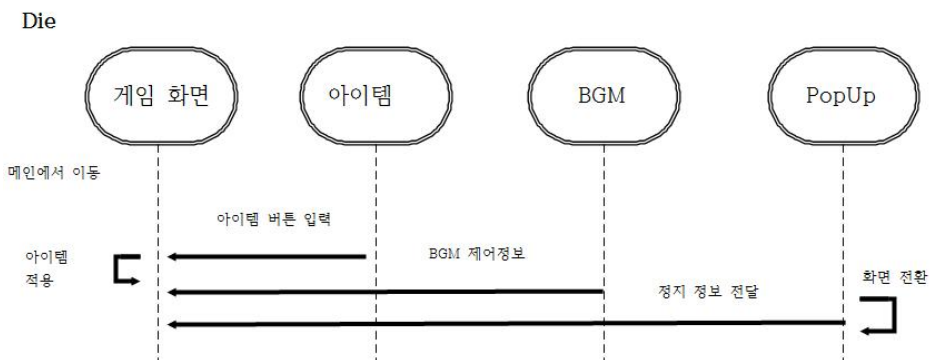 Die
게임 화면
아이템
BGM
PopUp
메인에서 이동
아이템 버튼 입력
아이템
적용
BGM 제어정보
정지 정보 전달
화면 전환